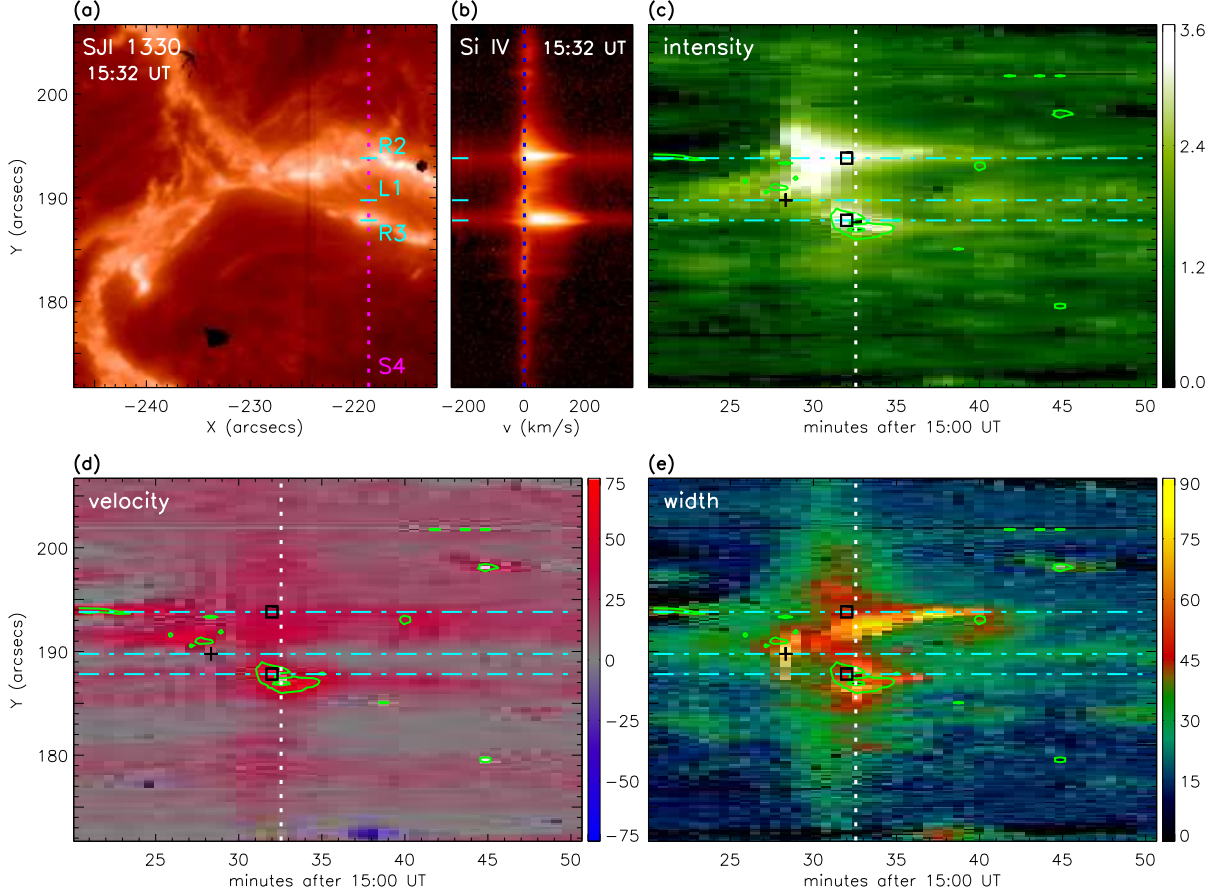 (a)
SJI 1330
15:32 UT
R2
L1
R3
S4
200
190
180
Y (arcsecs)
−240
−230
−220
X (arcsecs)
(b)
Si IV
15:32 UT
−200
0
200
v (km/s)
(c)
intensity
3.6
2.4
1.2
0.0
25
30
35
40
45
50
minutes after 15:00 UT
(d)
velocity
200
190
180
Y (arcsecs)
75
50
25
0
−25
−50
−75
25
30
35
40
45
50
minutes after 15:00 UT
(e)
width
90
75
60
45
30
15
0
25
30
35
40
45
50
minutes after 15:00 UT